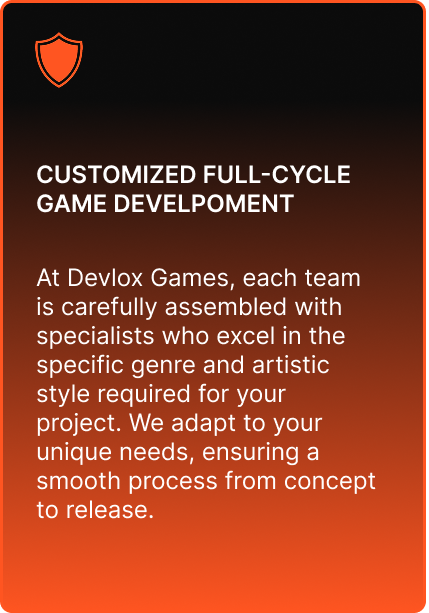 CUSTOMIZED FULL-CYCLE
GAME DEVELPOMENT
At Devlox Games, each team
is carefully assembled with
specialists who excel in the
specific genre and artistic
style required for your
project. We adapt to your
unique needs, ensuring a
smooth process from concept
to release.